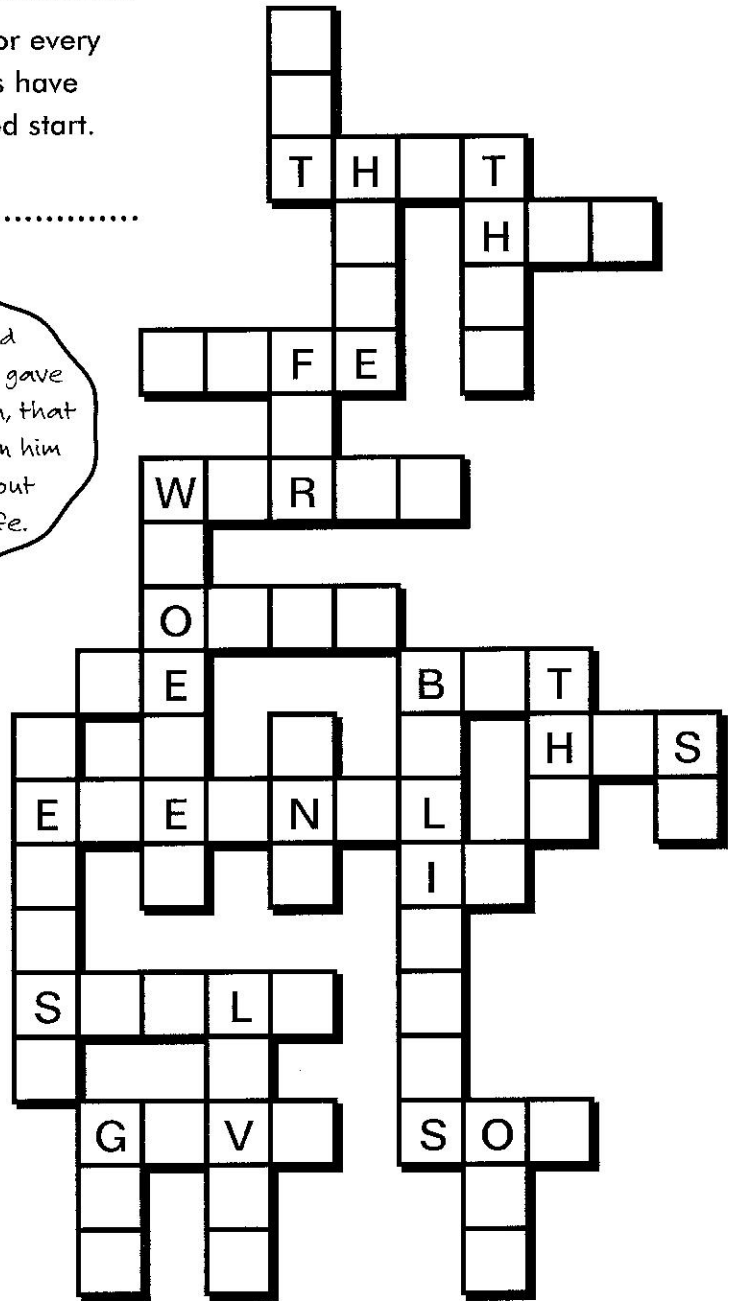 or every
s have
d start.
d
gave
n, that
n him
out
fe.
T H T
H
F E
W R
O
E B T
H S
E E N L
I
S L
G V S O